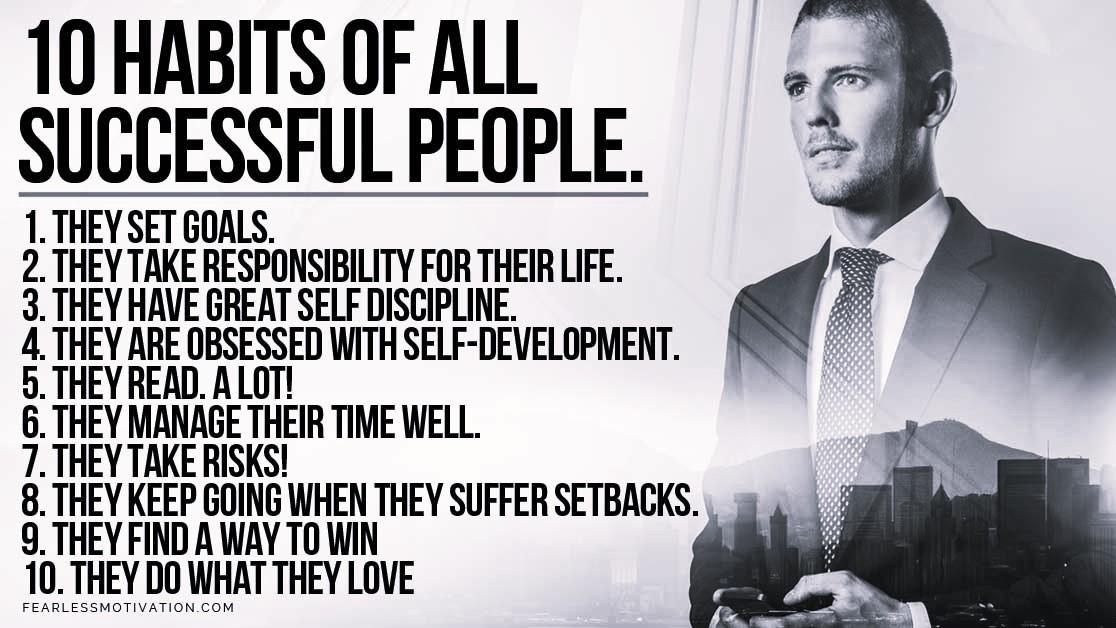 10 HABITS OF ALL
SUCCESSFUL PEOPLE.
1. THEY SET GOALS.
2. THEY TAKE RESPONSIBILITY FOR THEIR LIFE.
3. THEY HAVE GREAT SELF DISCIPLINE.
4. THEY ARE OBSESSED WITH SELF-DEVELOPMENT.
5. THEY READ. A LOT!
6. THEY MANAGE THEIR TIME WELL.
7. THEY TAKE RISKS!
8. THEY KEEP GOING WHEN THEY SUFFER SETBACKS.
9. THEY FIND A WAY TO WIN
10. THEY DO WHAT THEY LOVE
FEARLESSMOTIVATION.COM